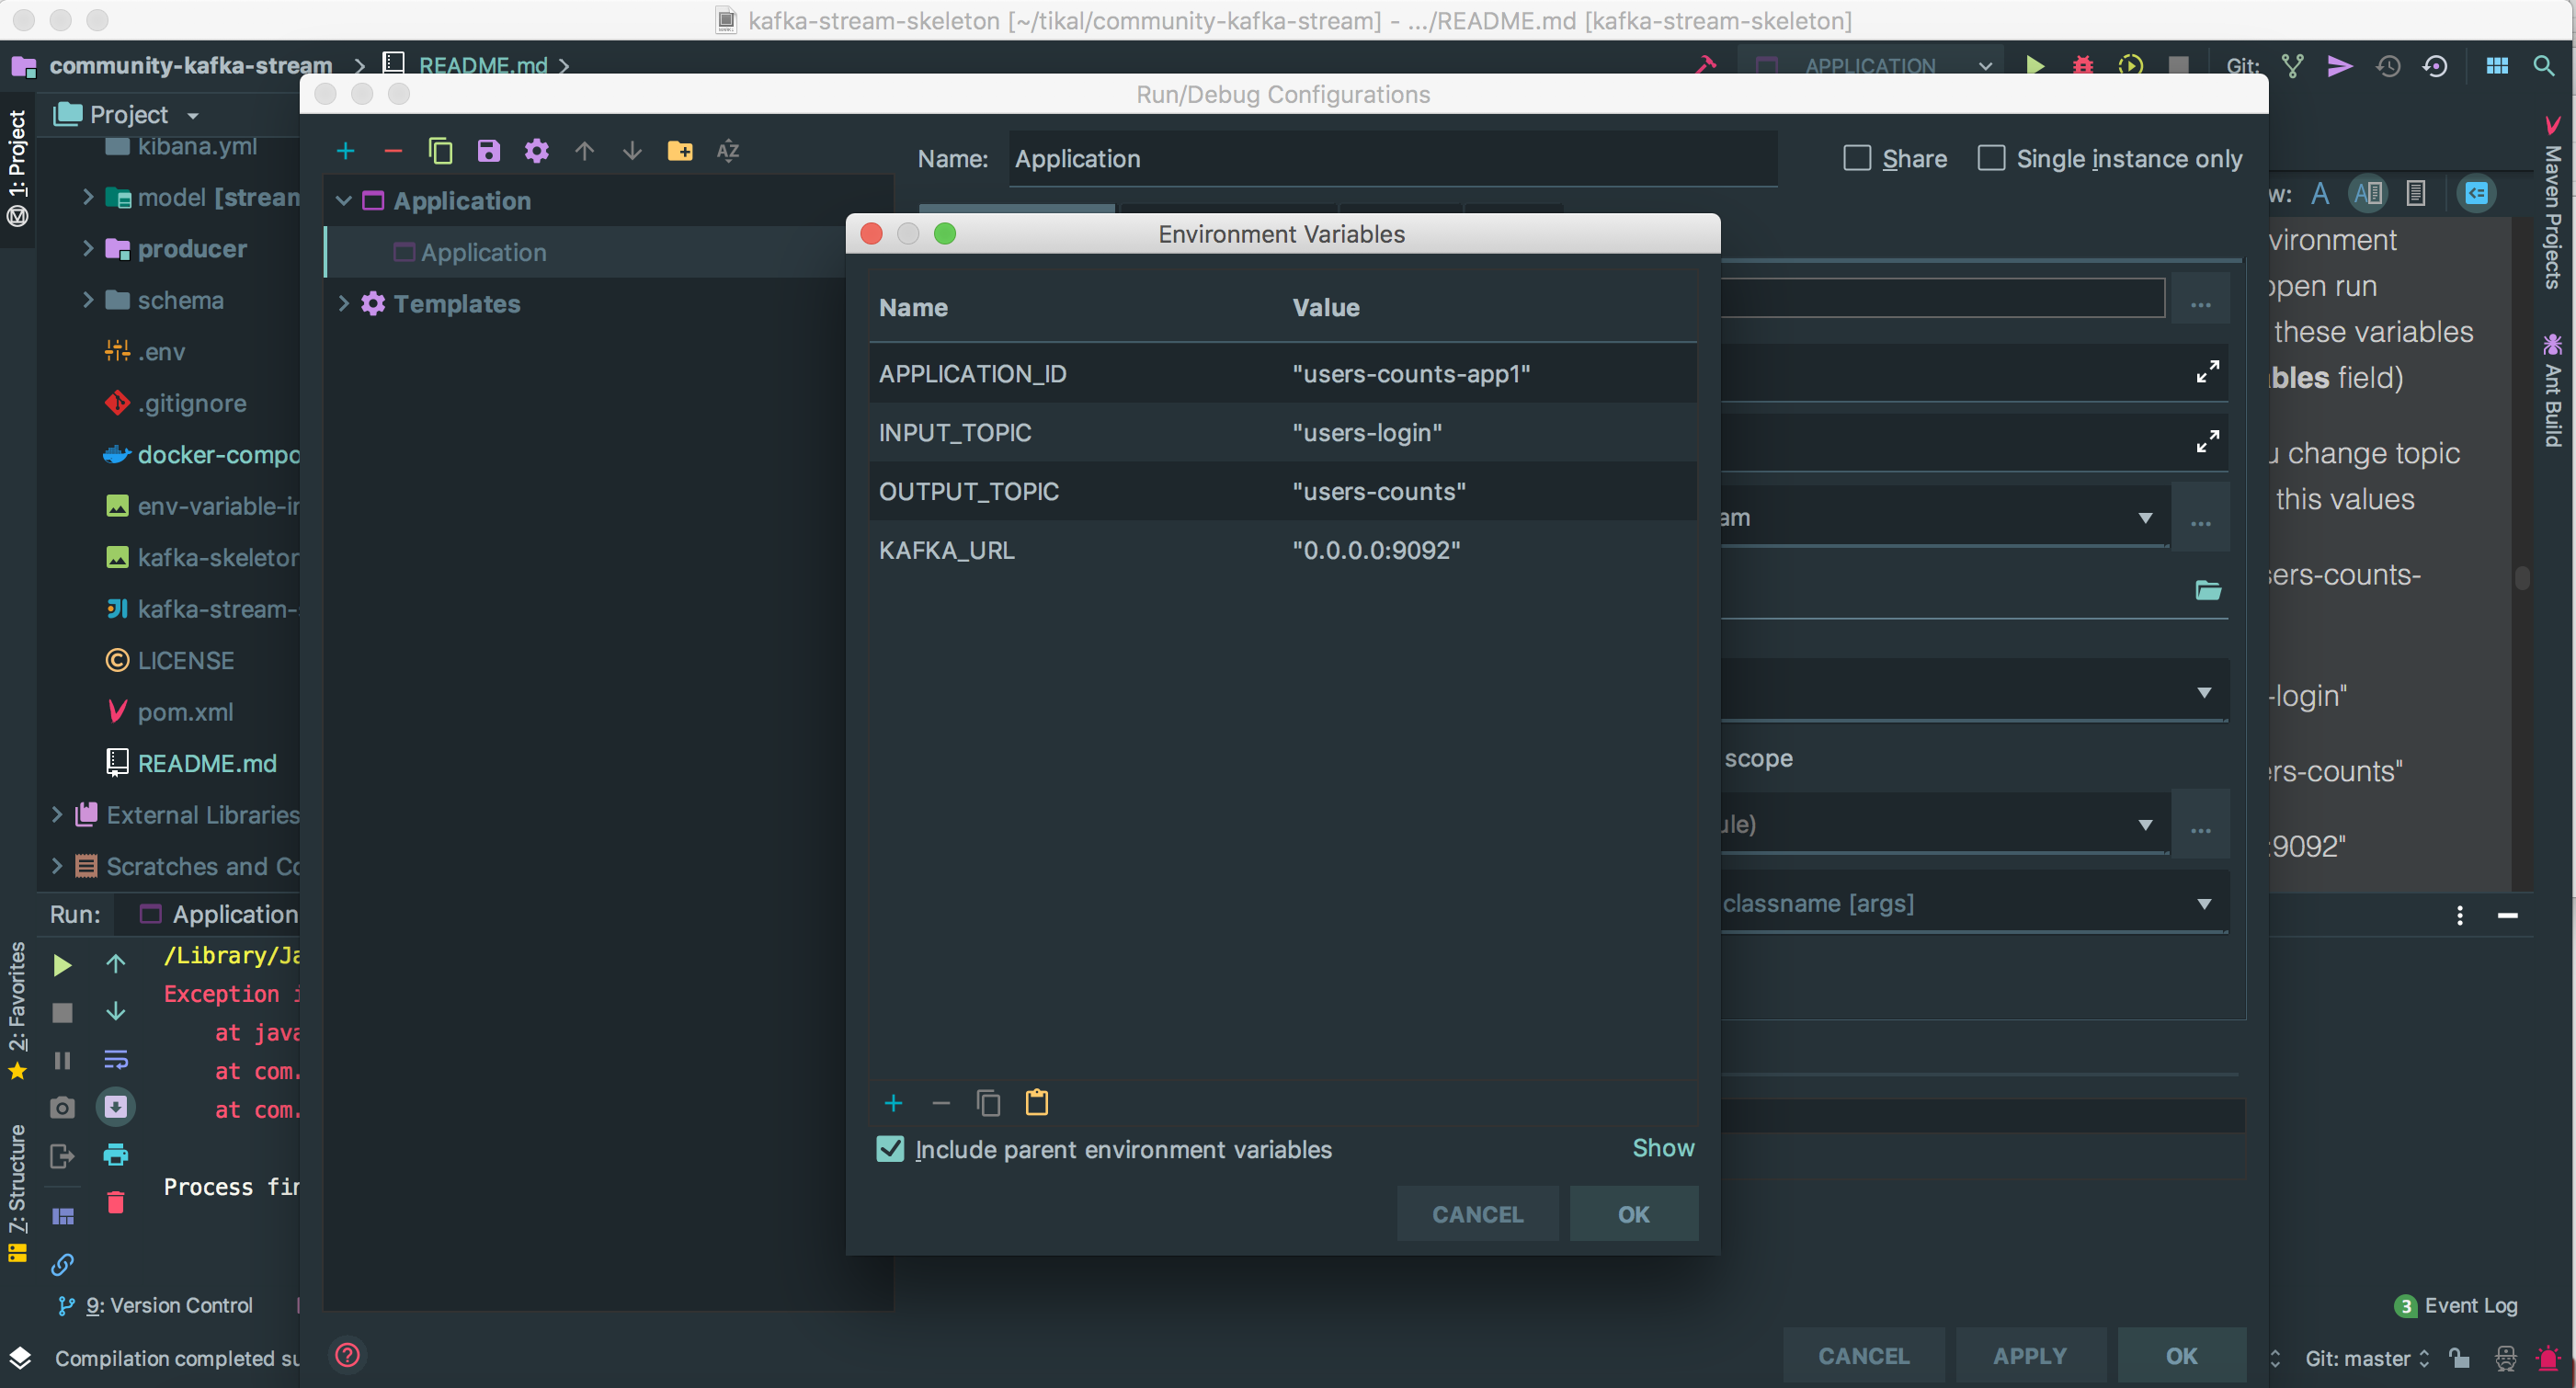 kafka-stream-skeleton [~/tikal/community-kafka-stream] - .../README.md [kafka-stream-skeleton]
community-kafka-stream
README.md
APPLICATION
Git:
1: Project
Project
kibana.yml
model [stream
producer
schema
.env
.gitignore
docker-compo
env-variable-i
kafka-skeleton
kafka-stream-
LICENSE
pom.xml
README.md
External Libraries
Scratches and Co
Run/Debug Configurations
Application
Application
Templates
Name: Application
Share
Single instance only
Environment Variables
Name Value
APPLICATION_ID "users-counts-app1"
INPUT_TOPIC "users-login"
OUTPUT_TOPIC "users-counts"
KAFKA_URL "0.0.0.0:9092"
Include parent environment variables
Show
CANCEL
OK
am
scope
ule)
classname [args]
CANCEL
APPLY
OK
w:
vironment
open run
these variables
bles field)
u change topic
this values
sers-counts-
-login"
ers-counts"
:9092"
Maven Projects
Ant Build
Run: Application
/Library/Ja
Exception i
at java
at com.
at com.
Process fin
2: Favorites
7: Structure
9: Version Control
3 Event Log
Compilation completed su
Git: master